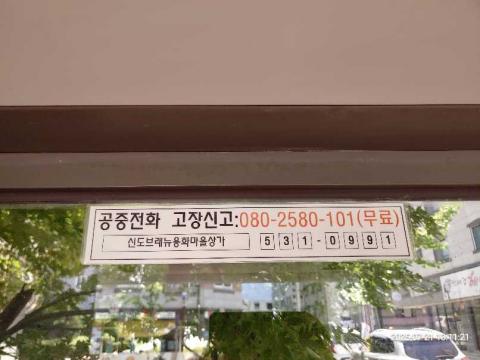 공중전화 고장신고:080-2580-101(무료)
신도브래뉴용화마을상가 531-0991